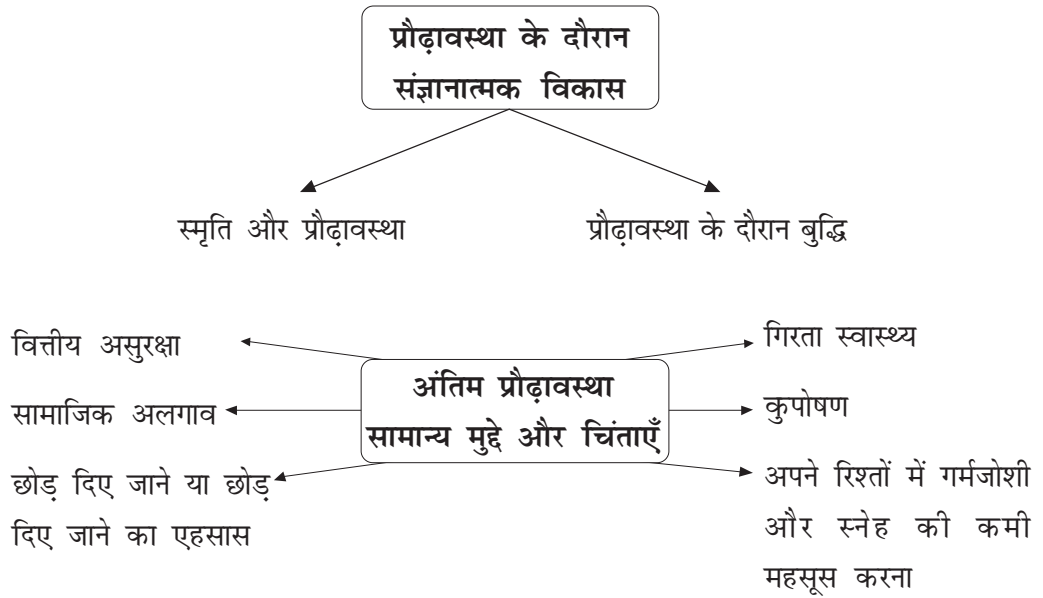 प्रौढ़ावस्था के दौरान
संज्ञानात्मक विकास
स्मृति और प्रौढ़ावस्था
प्रौढ़ावस्था के दौरान बुद्धि
वित्तीय असुरक्षा
सामाजिक अलगाव
छोड़ दिए जाने या छोड़
दिए जाने का एहसास
अंतिम प्रौढ़ावस्था
सामान्य मुद्दे और चिंताएँ
गिरता स्वास्थ्य
कुपोषण
अपने रिश्तों में गर्मजोशी
और स्नेह की कमी
महसूस करना